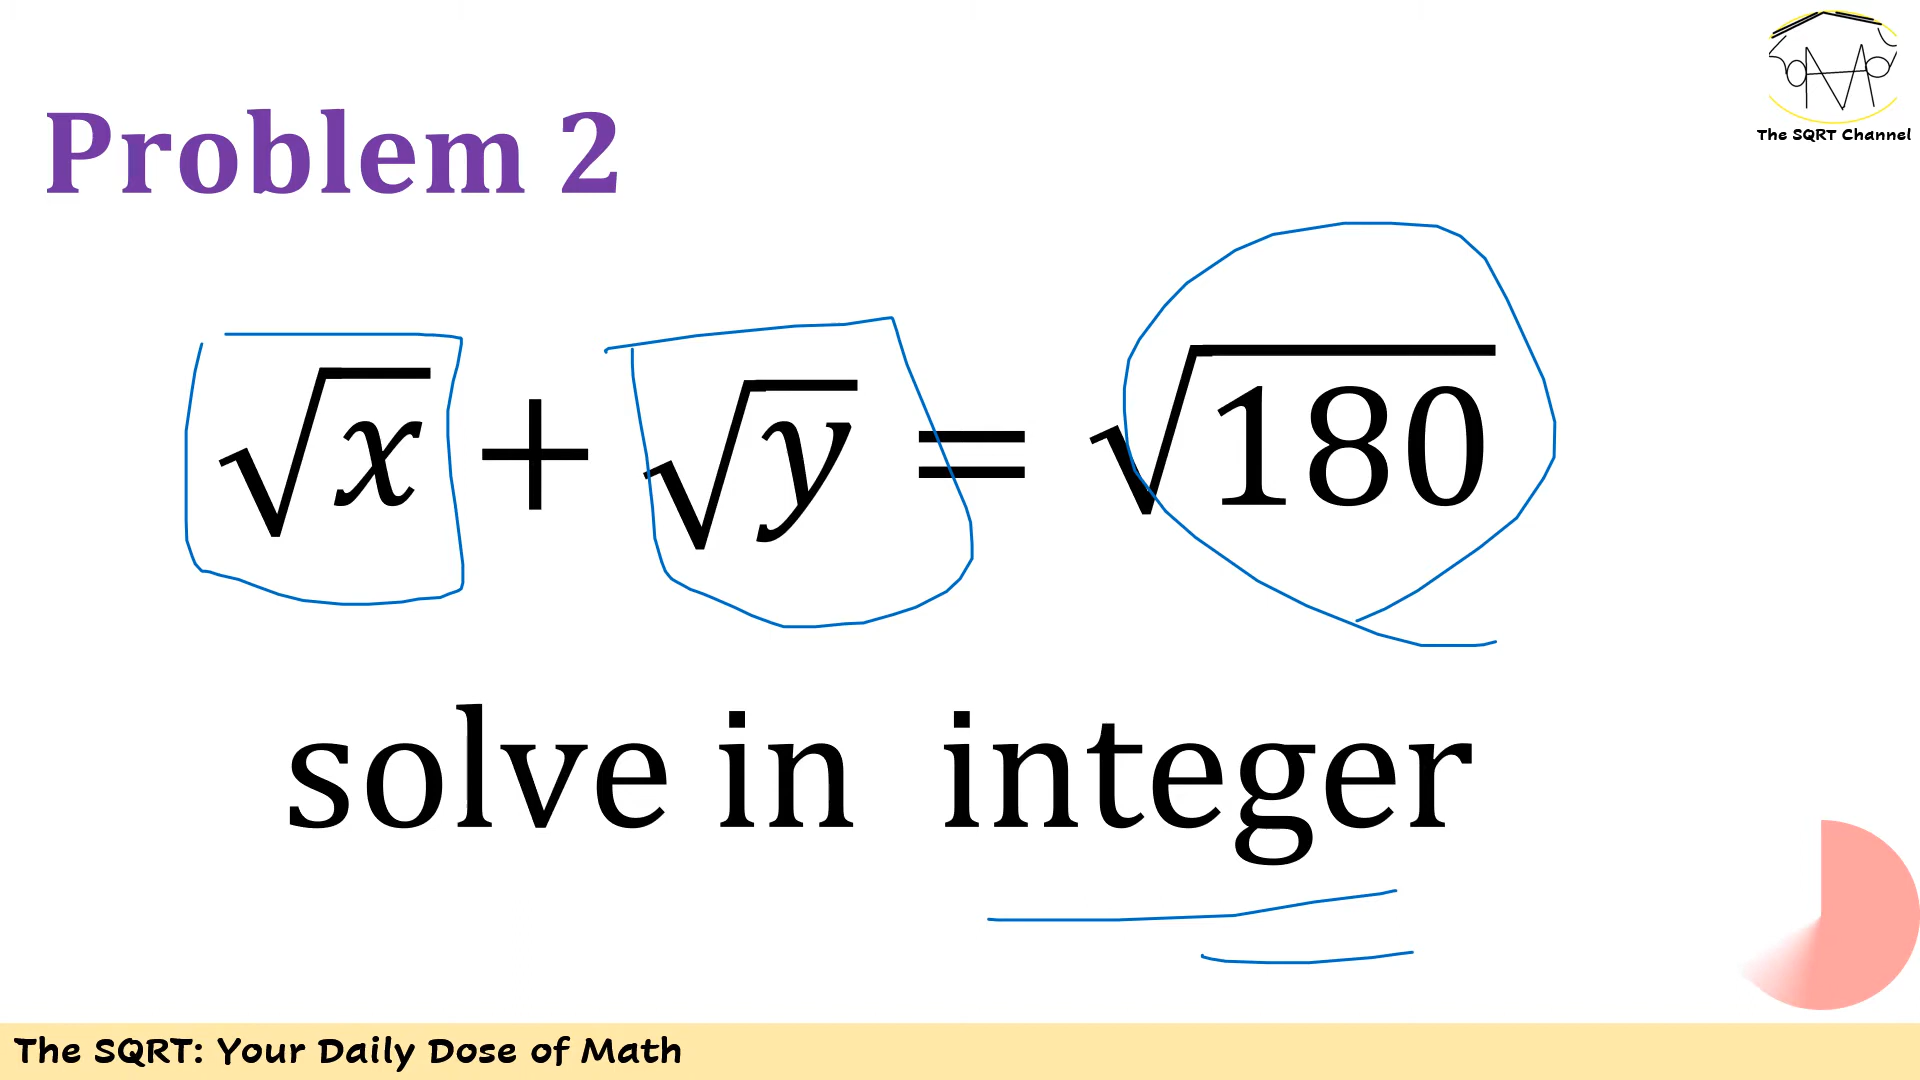 The SQRT Channel
Problem 2
√x + √y = √180
solve in integer
The SQRT: Your Daily Dose of Math